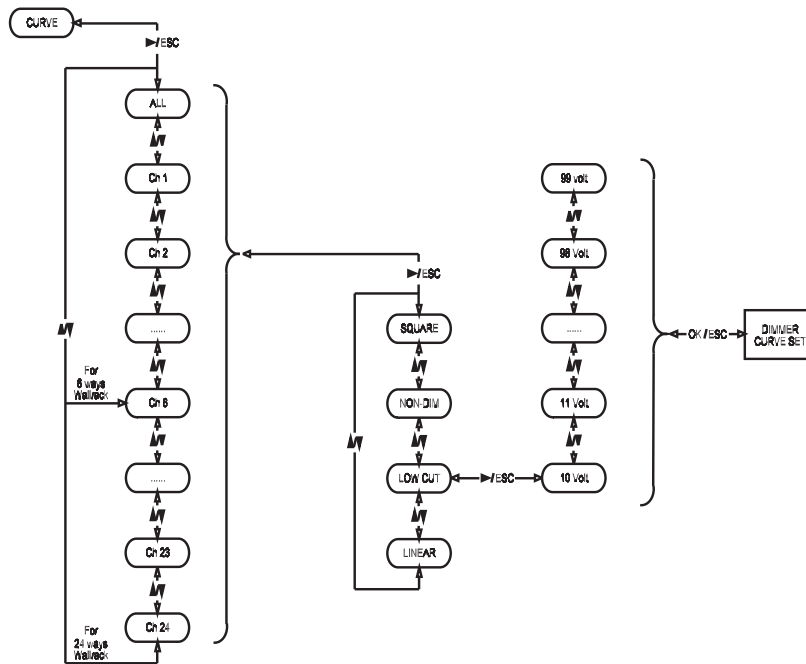 CURVE
►/ESC
ALL
Ch 1
Ch 2
......
For
6 ways
Wallrack
Ch 6
......
Ch 23
For
24 ways
Wallrack
Ch 24
►/ESC
SQUARE
NON-DIM
LOW CUT
►/ESC
LINEAR
99 volt
98 Volt
......
11 Volt
10 Volt
OK / ESC
DIMMER
CURVE SET